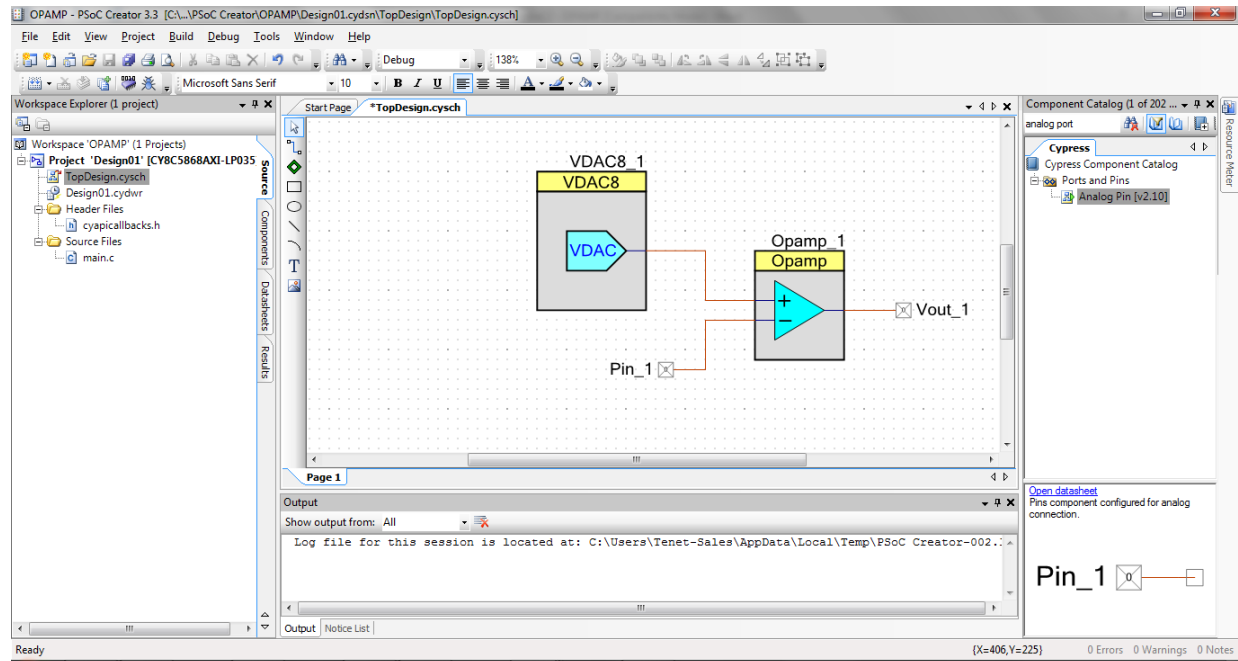 OPAMP - PSoC Creator 3.3 [C:\...\PSoC Creator\OPAMP\Design01.cydsn\TopDesign\TopDesign.cysch]
File Edit View Project Build Debug Tools Window Help
Debug 138%
Microsoft Sans Serif 10 B I U A
Workspace Explorer (1 project)
Workspace 'OPAMP' (1 Projects)
Project 'Design01' [CY8C5868AXI-LP035
TopDesign.cysch
Design01.cydwr
Header Files
cyapicallbacks.h
Source Files
main.c
Source
Components
Datasheets
Results
Start Page *TopDesign.cysch
VDAC8_1
VDAC8
VDAC
Opamp_1
Opamp
Vout_1
Pin_1
Page 1
Output
Show output from: All
Log file for this session is located at: C:\Users\Tenet-Sales\AppData\Local\Temp\PSoC Creator-002.
Output Notice List
Component Catalog (1 of 202 ...
analog port
Cypress
Cypress Component Catalog
Ports and Pins
Analog Pin [v2.10]
Resource Meter
Open datasheet
Pins component configured for analog
connection.
Pin_1
Ready {X=406,Y=225} 0 Errors 0 Warnings 0 Notes